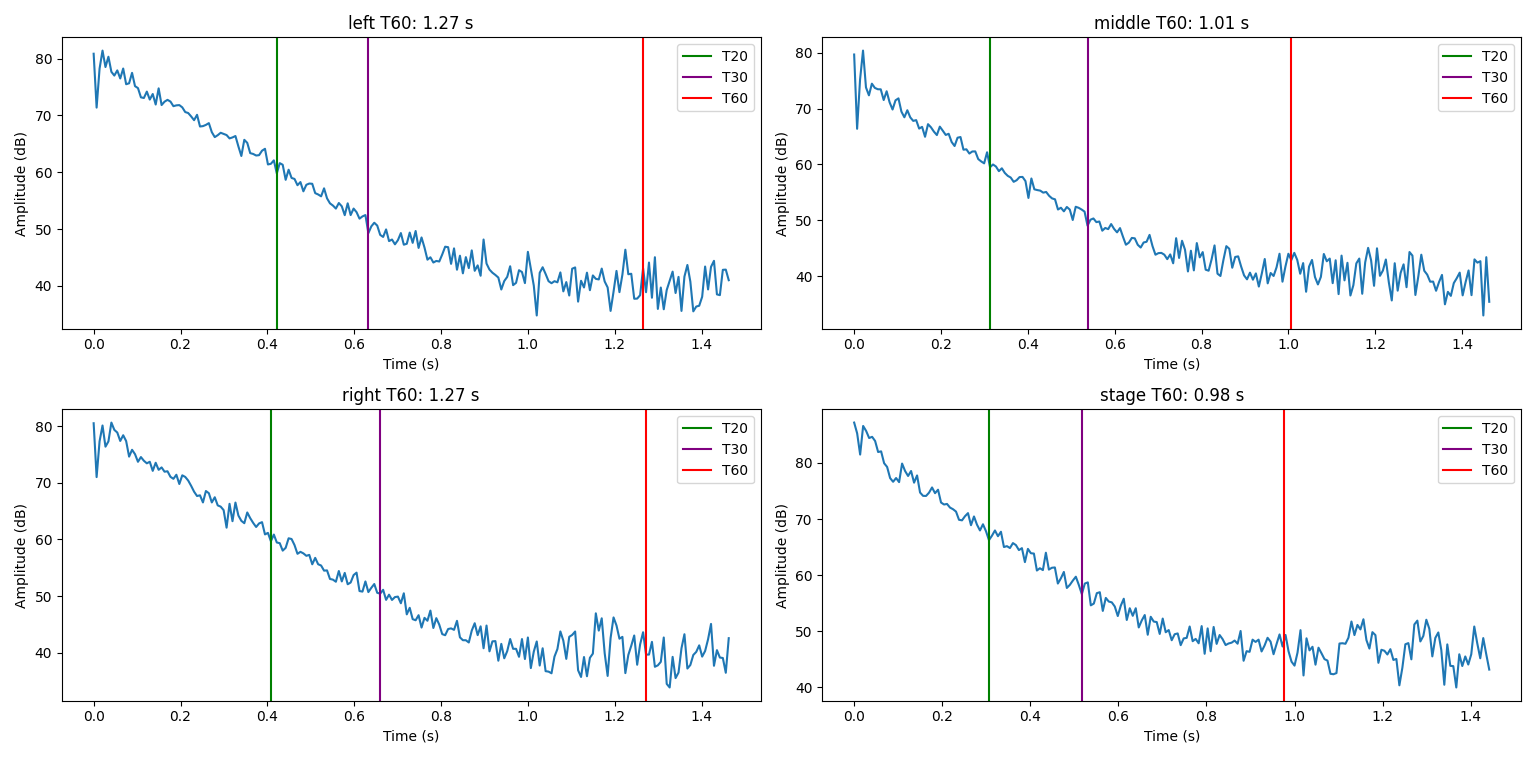 left T60: 1.27 s
80
70
60
50
40
Amplitude (dB)
0.0 0.2 0.4 0.6 0.8 1.0 1.2 1.4
Time (s)
T20
T30
T60
middle T60: 1.01 s
80
70
60
50
40
Amplitude (dB)
0.0 0.2 0.4 0.6 0.8 1.0 1.2 1.4
Time (s)
T20
T30
T60
right T60: 1.27 s
80
70
60
50
40
Amplitude (dB)
0.0 0.2 0.4 0.6 0.8 1.0 1.2 1.4
Time (s)
T20
T30
T60
stage T60: 0.98 s
80
70
60
50
40
Amplitude (dB)
0.0 0.2 0.4 0.6 0.8 1.0 1.2 1.4
Time (s)
T20
T30
T60